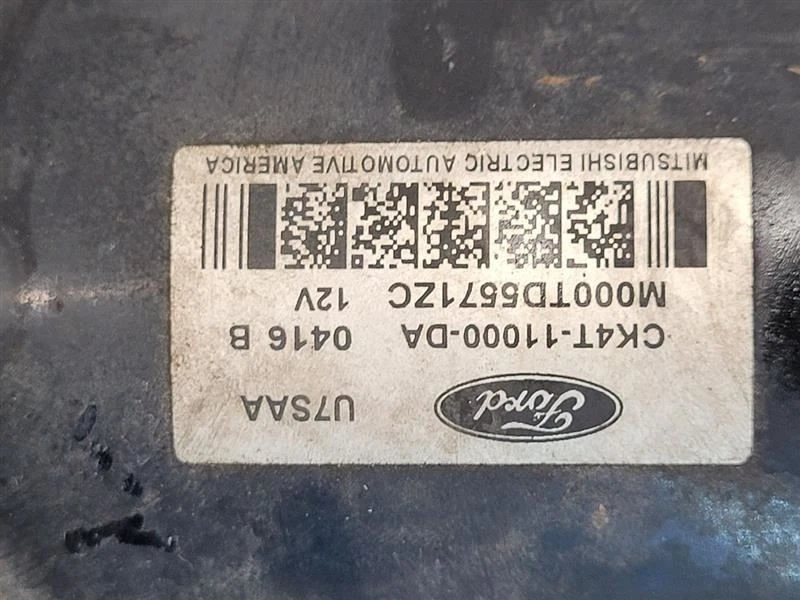 Ford U7SAA
CK4T-11000-DA 0416 B
M000TD5571ZC 12V
MITSUBISHI ELECTRIC AUTOMOTIVE AMERICA